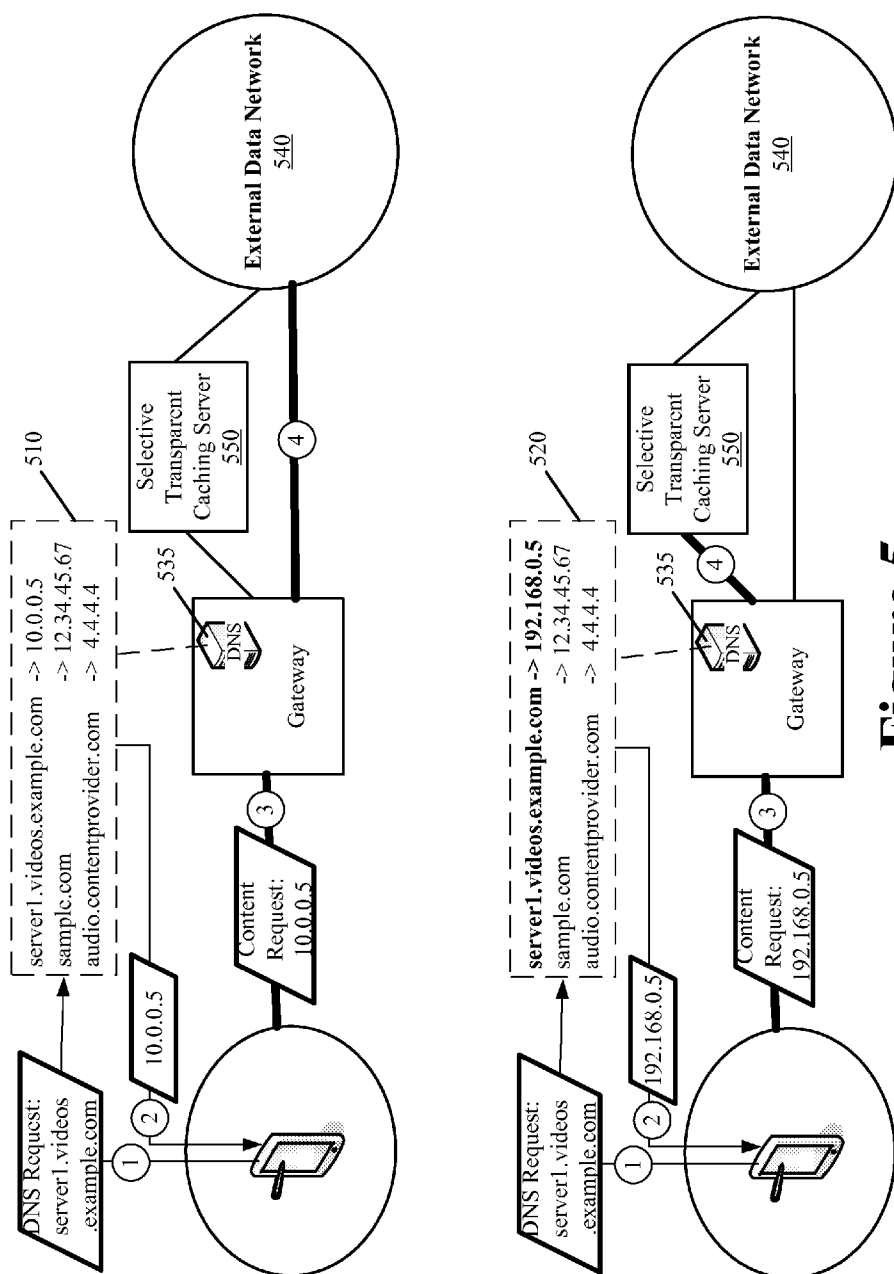 DNS Request:
server1.videos
.example.com
1
2
10.0.0.5
server1.videos.example.com -> 10.0.0.5
sample.com -> 12.34.45.67
audio.contentprovider.com -> 4.4.4.4
510
Content
Request:
10.0.0.5
3
DNS
535
Gateway
Selective
Transparent
Caching Server
550
4
External Data Network
540
DNS Request:
server1.videos
.example.com
1
2
192.168.0.5
server1.videos.example.com -> 192.168.0.5
sample.com -> 12.34.45.67
audio.contentprovider.com -> 4.4.4.4
520
Content
Request:
192.168.0.5
3
DNS
535
Gateway
4
Selective
Transparent
Caching Server
550
External Data Network
540
Figure 5